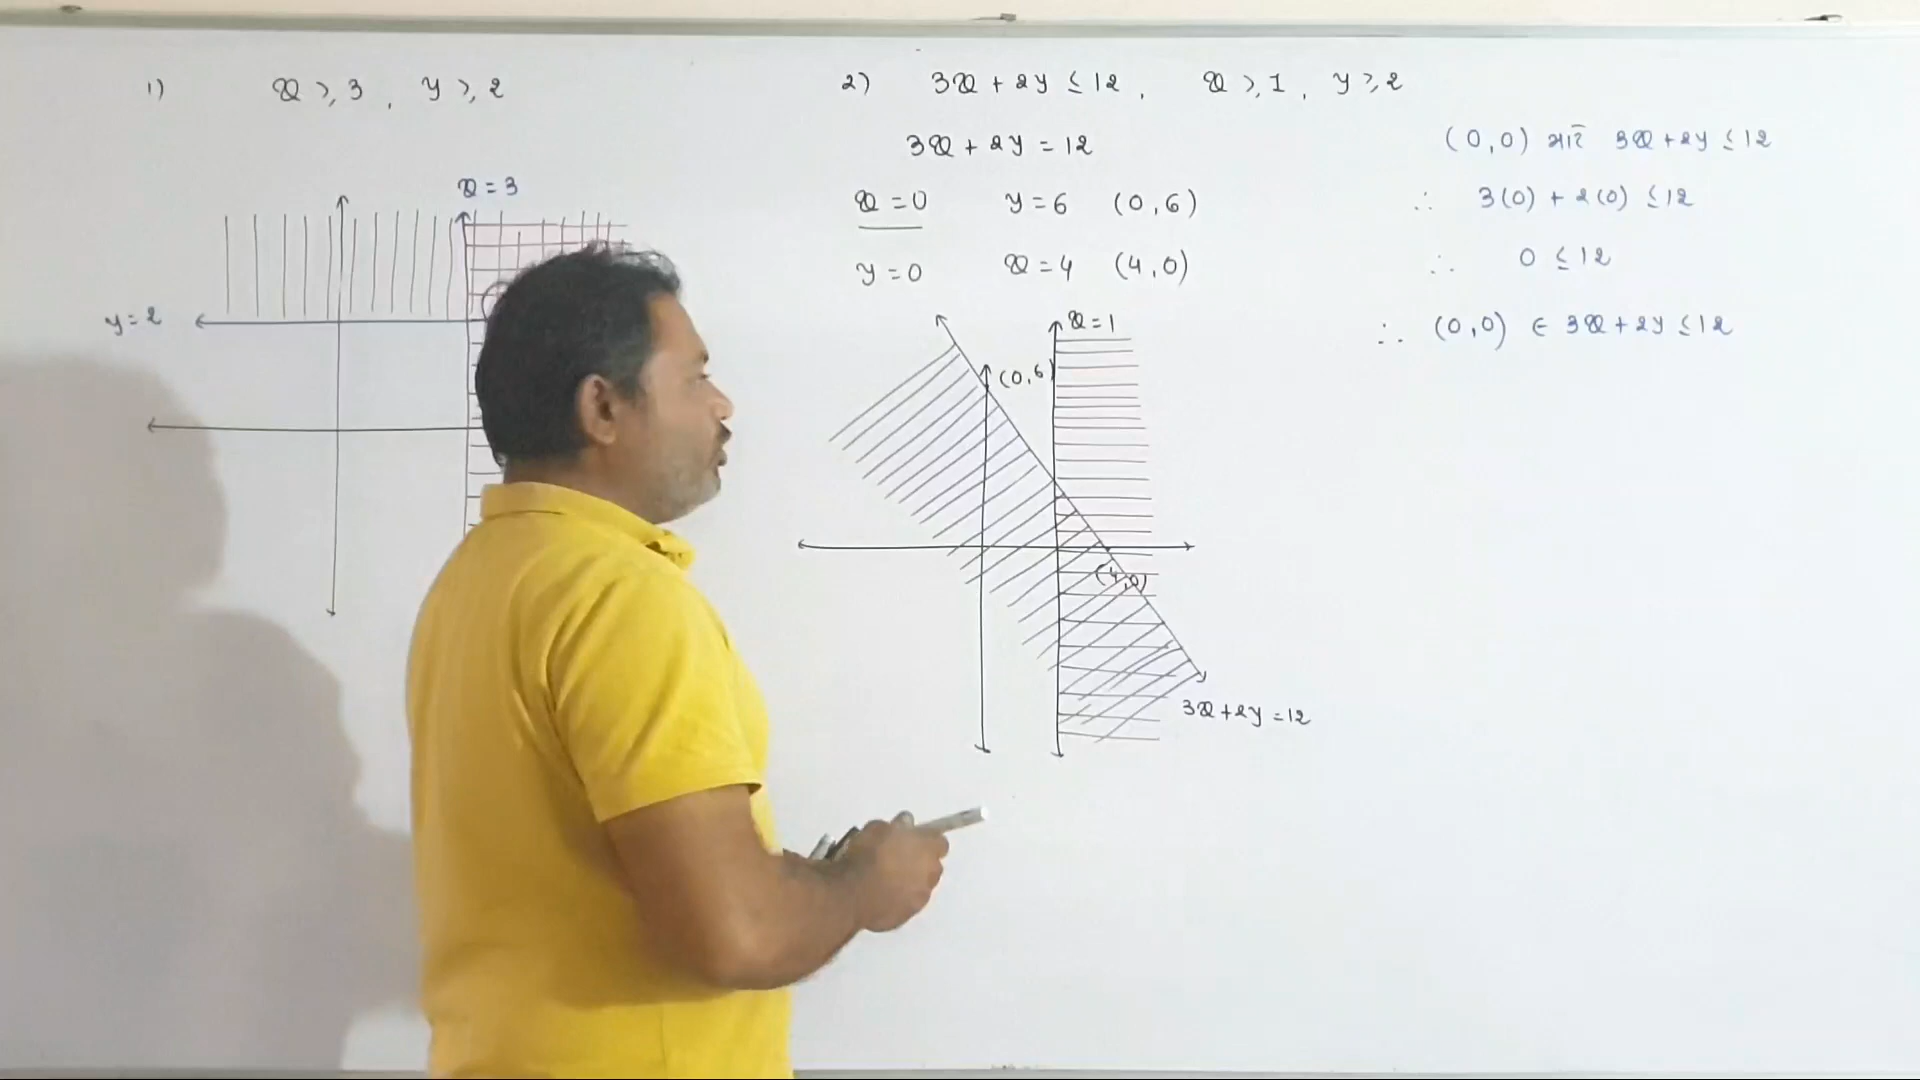 1) x ≥ 3 , y ≥ 2
x = 3
y = 2
2) 3x + 2y ≤ 12 , x ≥ 1 , y ≥ 2
3x + 2y = 12
x = 0 y = 6 (0,6)
y = 0 x = 4 (4,0)
x = 1
(0,6)
(4,0)
3x + 2y = 12
(0,0) માટે 3x + 2y ≤ 12
∴ 3(0) + 2(0) ≤ 12
∴ 0 ≤ 12
∴ (0,0) ∈ 3x + 2y ≤ 12